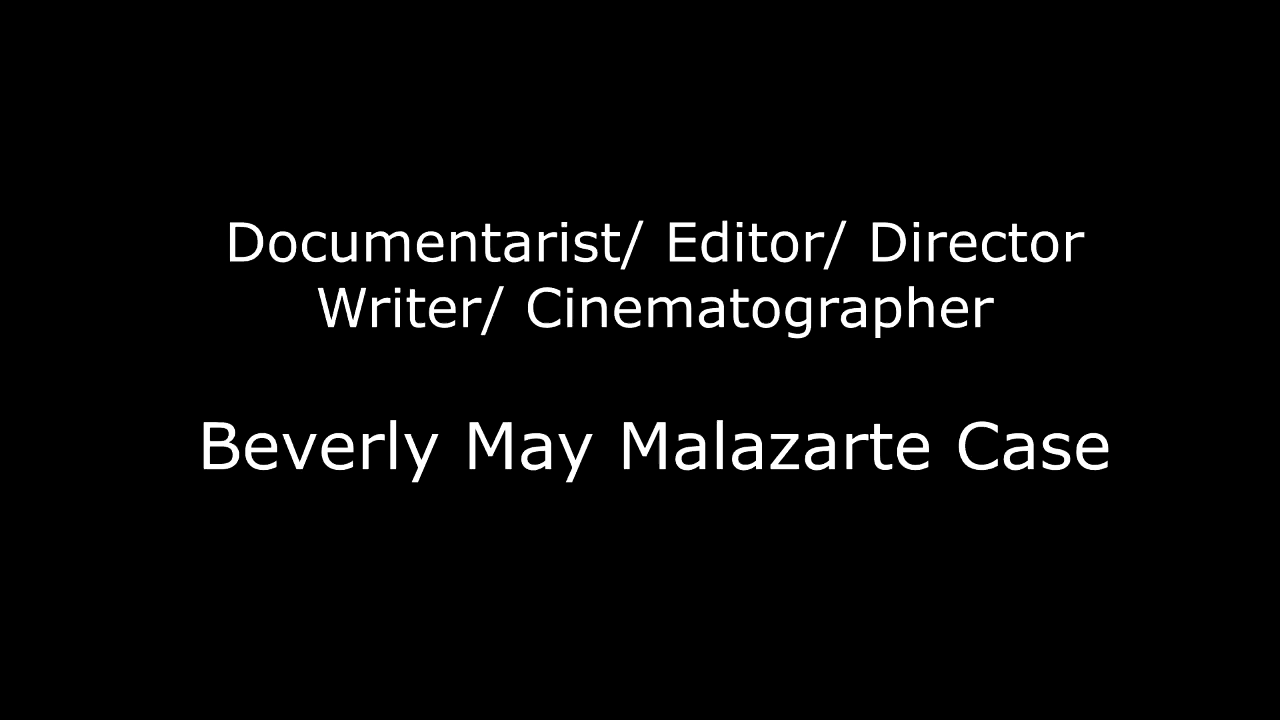 Documentarist/ Editor/ Director
Writer/ Cinematographer
Beverly May Malazarte Case